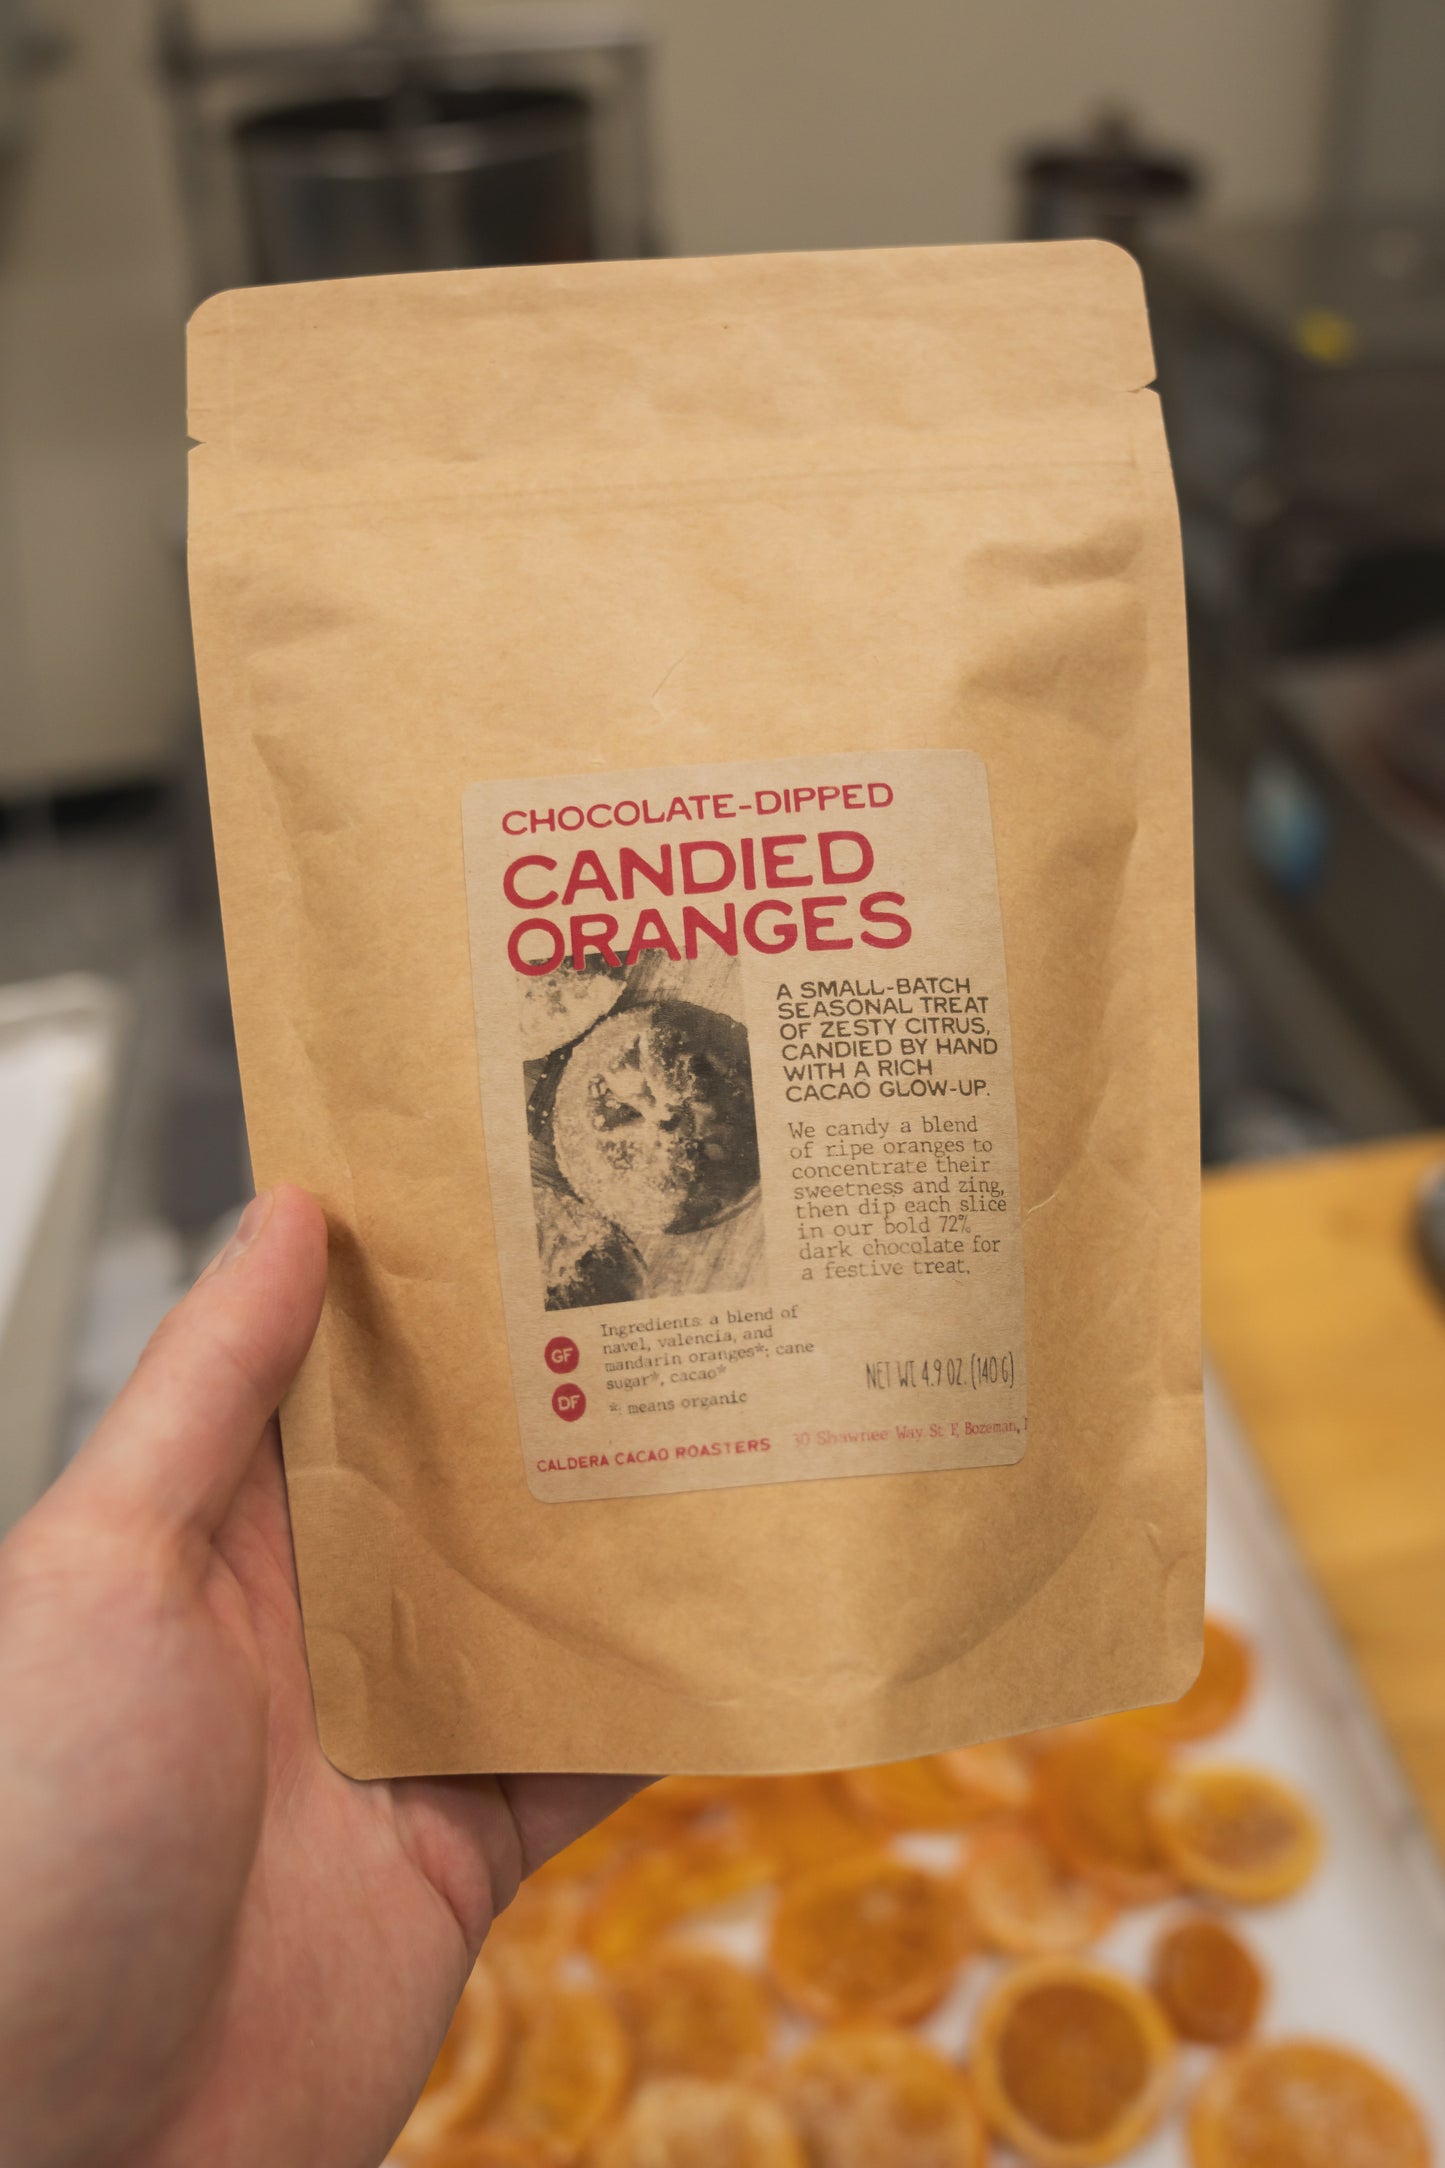 CHOCOLATE-DIPPED
CANDIED
ORANGES
A SMALL-BATCH
SEASONAL TREAT
OF ZESTY CITRUS,
CANDIED BY HAND
WITH A RICH
CACAO GLOW-UP.
We candy a blend
of ripe oranges to
concentrate their
sweetness and zing,
then dip each slice
in our bold 72%
dark chocolate for
a festive treat.
GF
DF
Ingredients: a blend of
navel, valencia, and
mandarin oranges*; cane
sugar*, cacao*
*: means organic
NET WT 4.9 OZ. (140 G)
CALDERA CACAO ROASTERS
30 Shawnee Way St F, Bozeman,